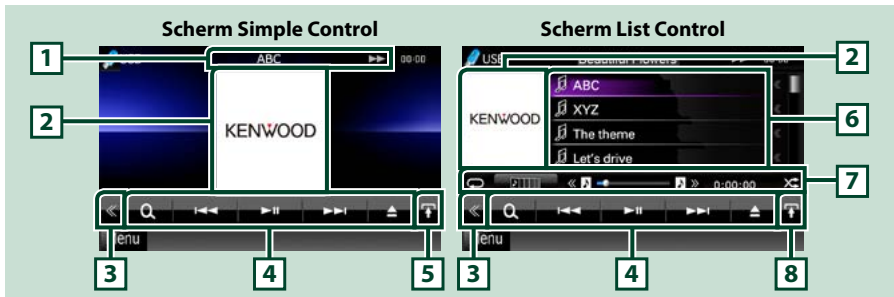 Scherm Simple Control
Scherm List Control
1
ABC
00:00
2
KENWOOD
3
4
5
USB
2
ABC
XYZ
The theme
Let's drive
KENWOOD
6
0:00:00
7
enu
3
4
8